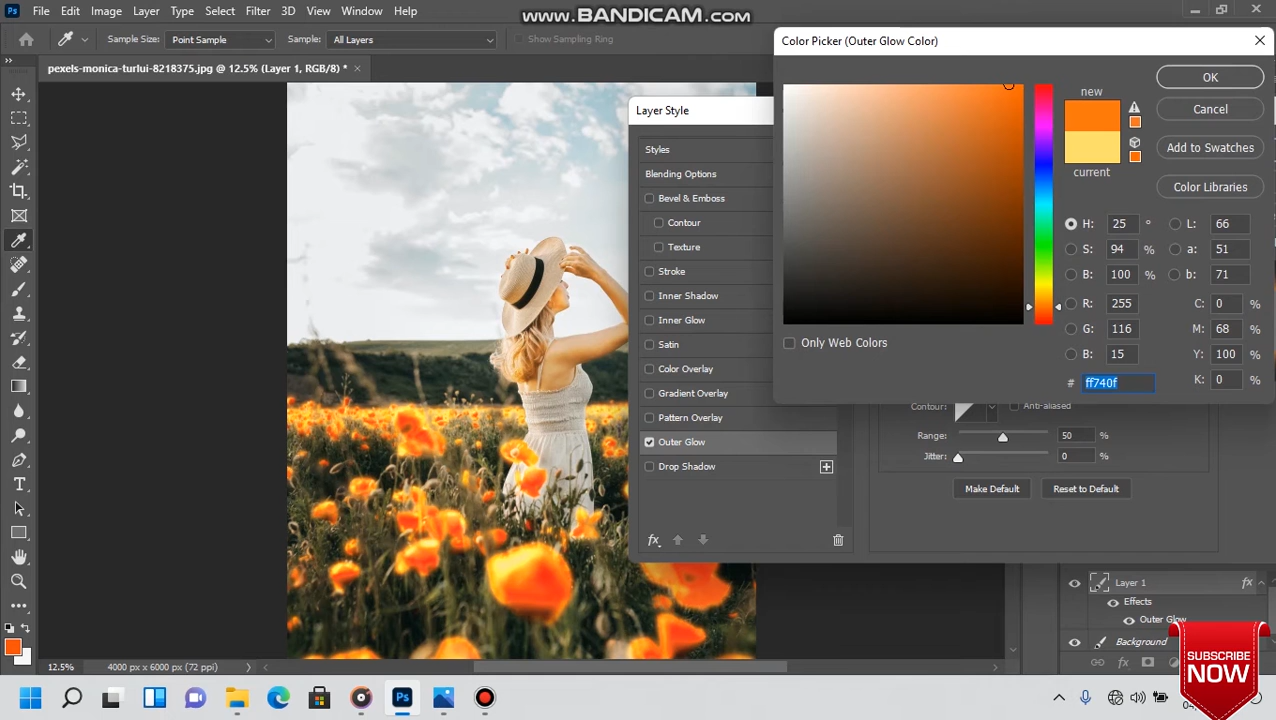 www.BANDICAM.com
Ps File Edit Image Layer Type Select Filter 3D View Window Help
Sample Size: Point Sample Sample: All Layers Show Sampling Ring
pexels-monica-turlui-8218375.jpg @ 12.5% (Layer 1, RGB/8) * ×
Layer Style
Styles
Blending Options
Bevel & Emboss
Contour
Texture
Stroke
Inner Shadow
Inner Glow
Satin
Color Overlay
Gradient Overlay
Pattern Overlay
Outer Glow
Drop Shadow
fx
Color Picker (Outer Glow Color)
OK
new
Cancel
Add to Swatches
current
Color Libraries
H: 25 ° L: 66
S: 94 % a: 51
B: 100 % b: 71
R: 255 C: 0 %
G: 116 M: 68 %
B: 15 Y: 100 %
# ff740f K: 0 %
Only Web Colors
Contour: Anti-aliased
Range: 50 %
Jitter: 0 %
Make Default Reset to Default
Layer 1 fx
Effects
Outer Glow
Background
fx
12.5% 4000 px x 6000 px (72 ppi)
SUBSCRIBE
NOW
Ps